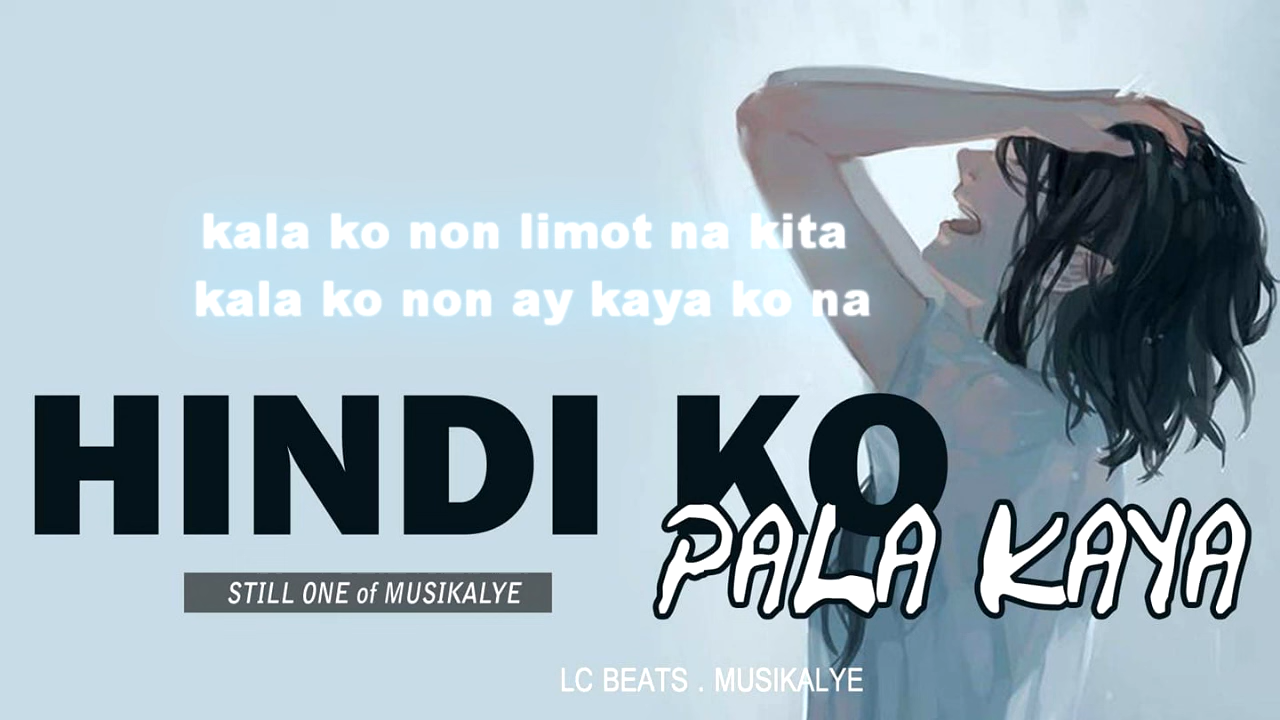 kala ko non limot na kita
kala ko non ay kaya ko na
HINDI KO
PALA KAYA
STILL ONE of MUSIKALYE
LC BEATS . MUSIKALYE